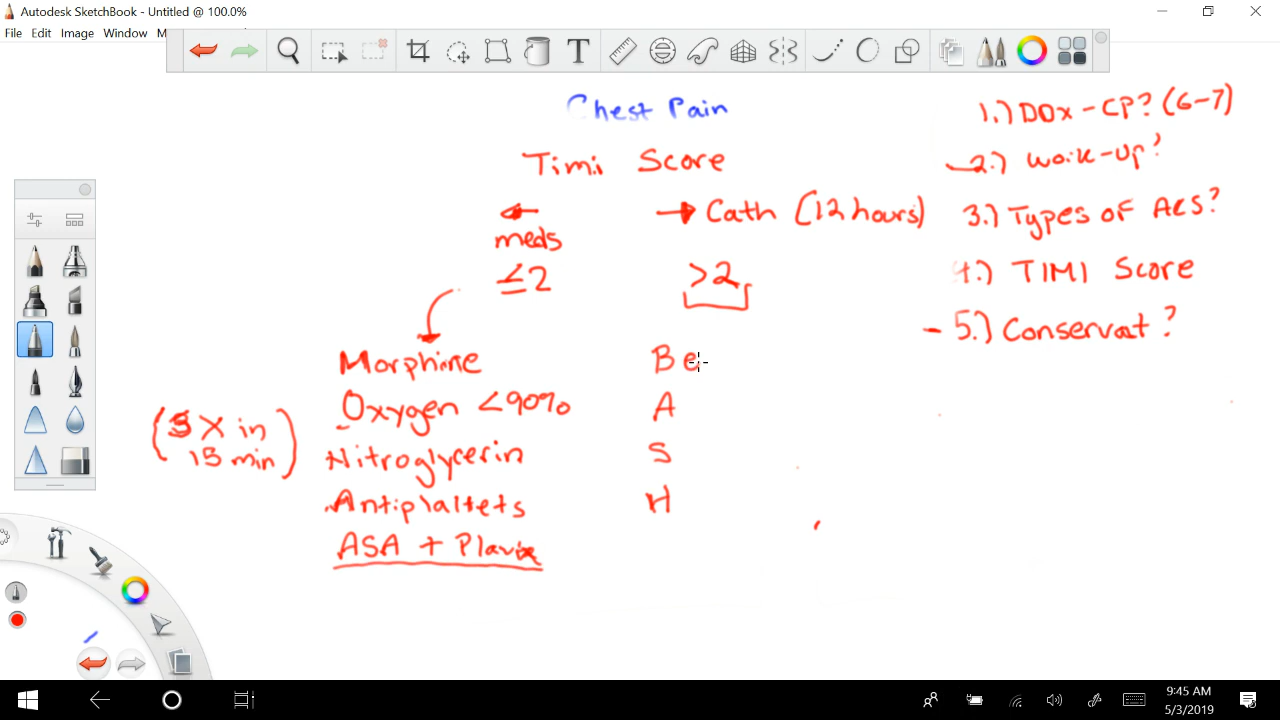 Autodesk SketchBook - Untitled @ 100.0%
File Edit Image Window M
Chest Pain
Timi Score
← → Cath (12 hours)
meds
≤2 >2
Morphine Be
Oxygen <90% A
(3X in 15 min)
Nitroglycerin S
Antiplaltets H
ASA + Plavix
1.) DDx - CP? (6-7)
2.) Work-up?
3.) Types of ACS?
4.) TIMI Score
- 5.) Conservat ?
9:45 AM
5/3/2019